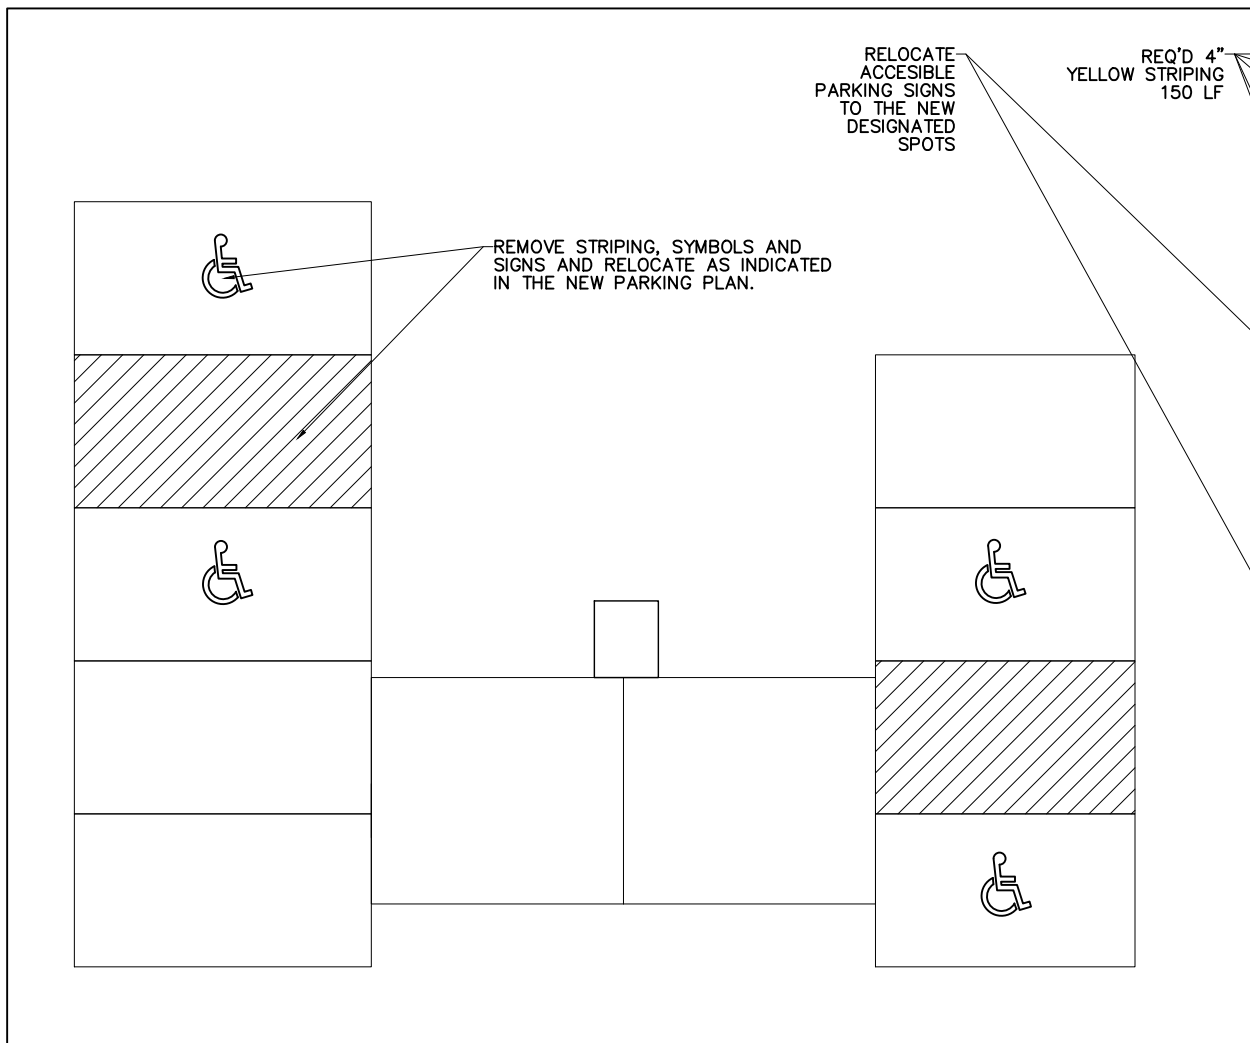 RELOCATE
ACCESIBLE
PARKING SIGNS
TO THE NEW
DESIGNATED
SPOTS
REQ'D 4"
YELLOW STRIPING
150 LF
REMOVE STRIPING, SYMBOLS AND
SIGNS AND RELOCATE AS INDICATED
IN THE NEW PARKING PLAN.